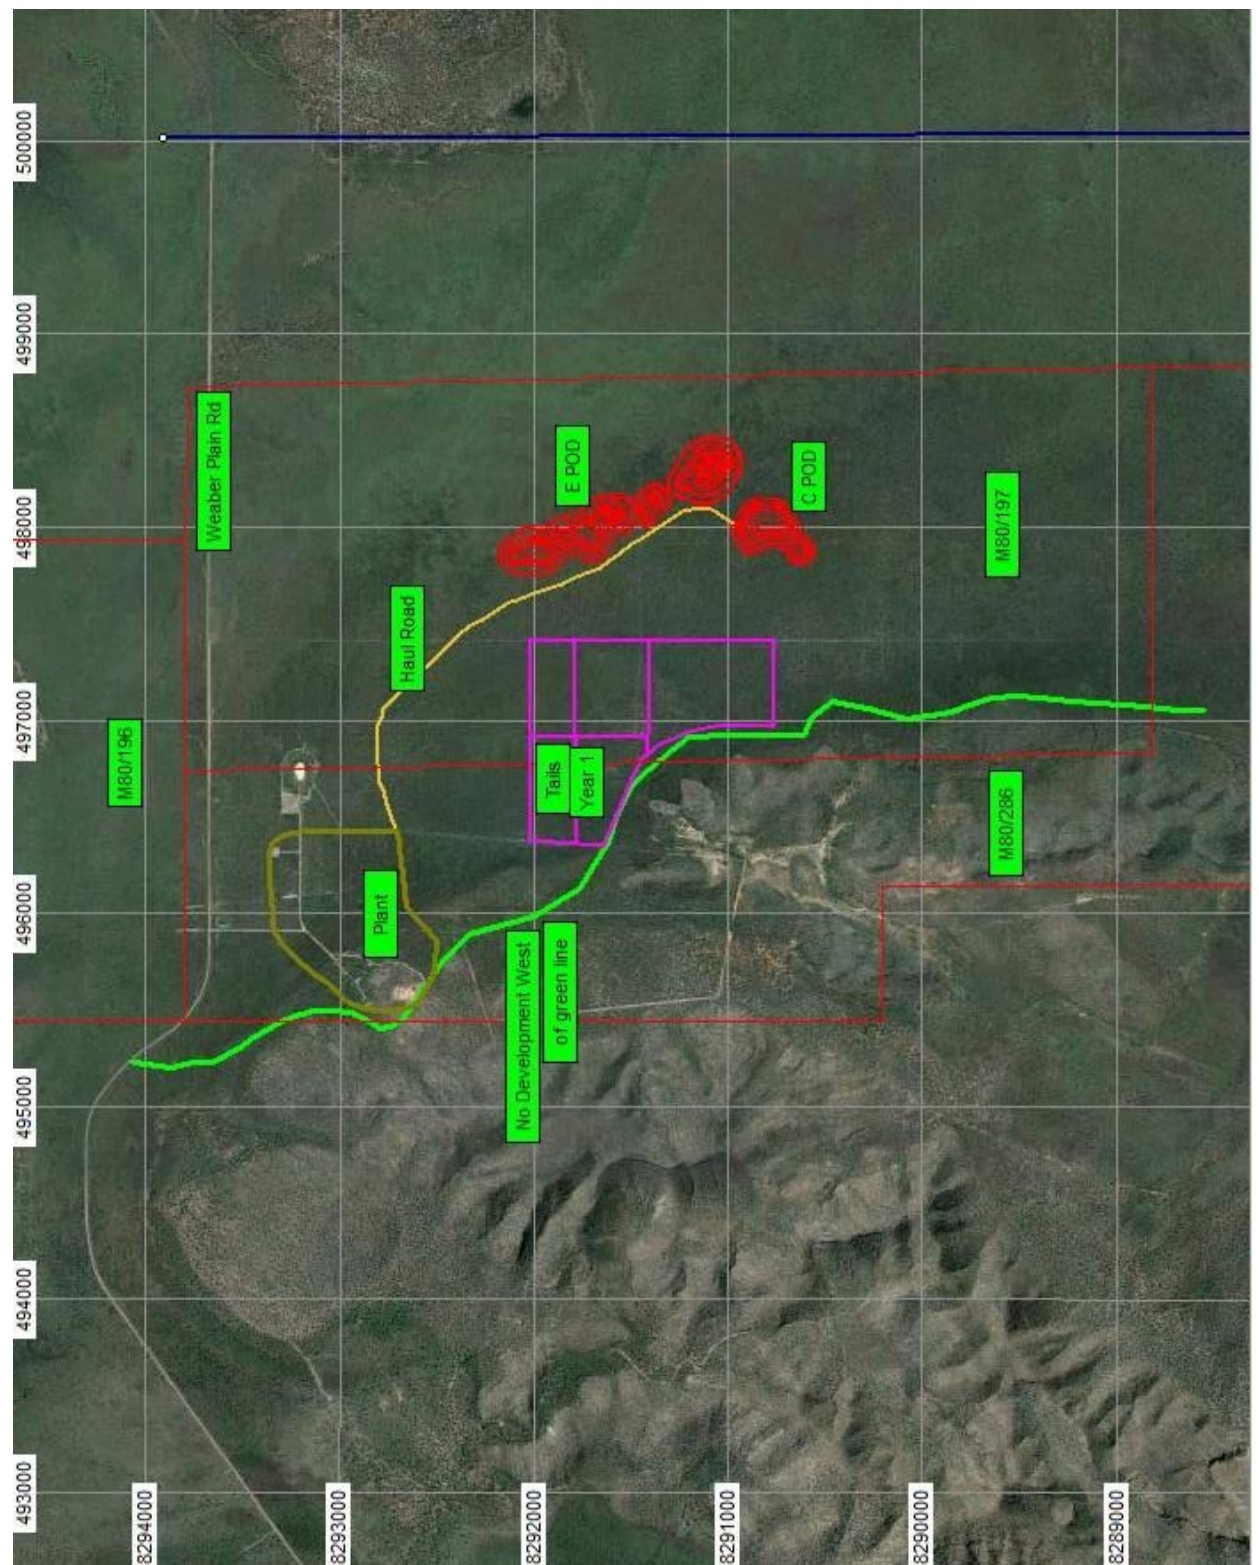 493000
494000
495000
496000
497000
498000
499000
500000
M80/196
8294000
Weaber Plain Rd
8293000
Plant
Haul Road
8292000
No Development West
of green line
Tails
Year 1
E POD
8291000
C POD
8290000
M80/286
M80/197
8289000